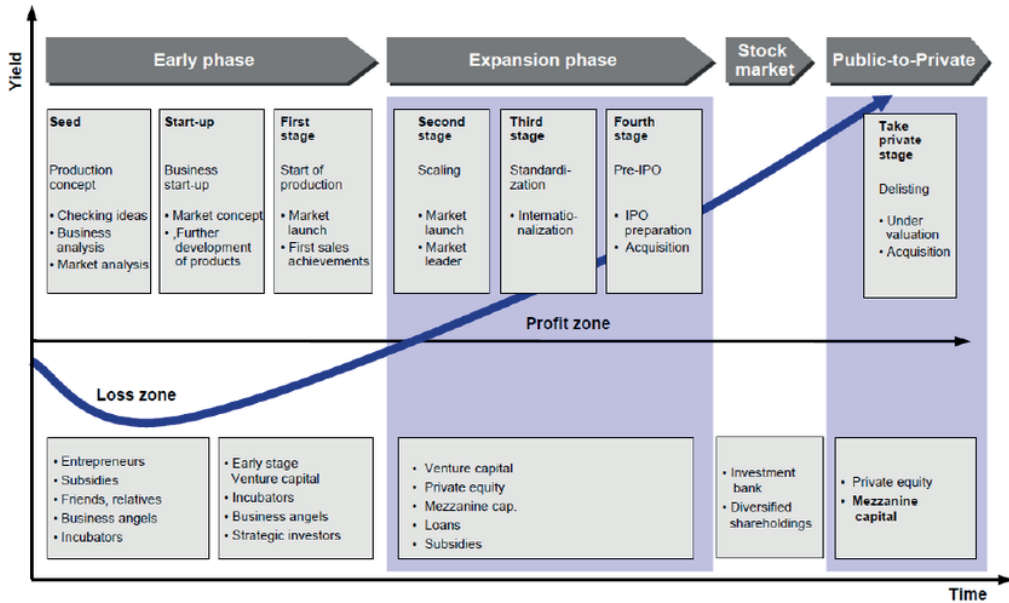 Yield
Early phase
Expansion phase
Stock
market
Public-to-Private
Seed
Production
concept
• Checking ideas
• Business
analysis
• Market analysis
Start-up
Business
start-up
• Market concept
• ‚Further
development
of products
First
stage
Start of
production
• Market
launch
• First sales
achievements
Second
stage
Scaling
• Market
launch
• Market
leader
Third
stage
Standardi-
zation
• Internatio-
nalization
Fourth
stage
Pre-IPO
• IPO
preparation
• Acquisition
Take
private
stage
Delisting
• Under
valuation
• Acquisition
Profit zone
Loss zone
• Entrepreneurs
• Subsidies
• Friends, relatives
• Business angels
• Incubators
• Early stage
Venture capital
• Incubators
• Business angels
• Strategic investors
• Venture capital
• Private equity
• Mezzanine cap.
• Loans
• Subsidies
• Investment
bank
• Diversified
shareholdings
• Private equity
• Mezzanine
capital
Time